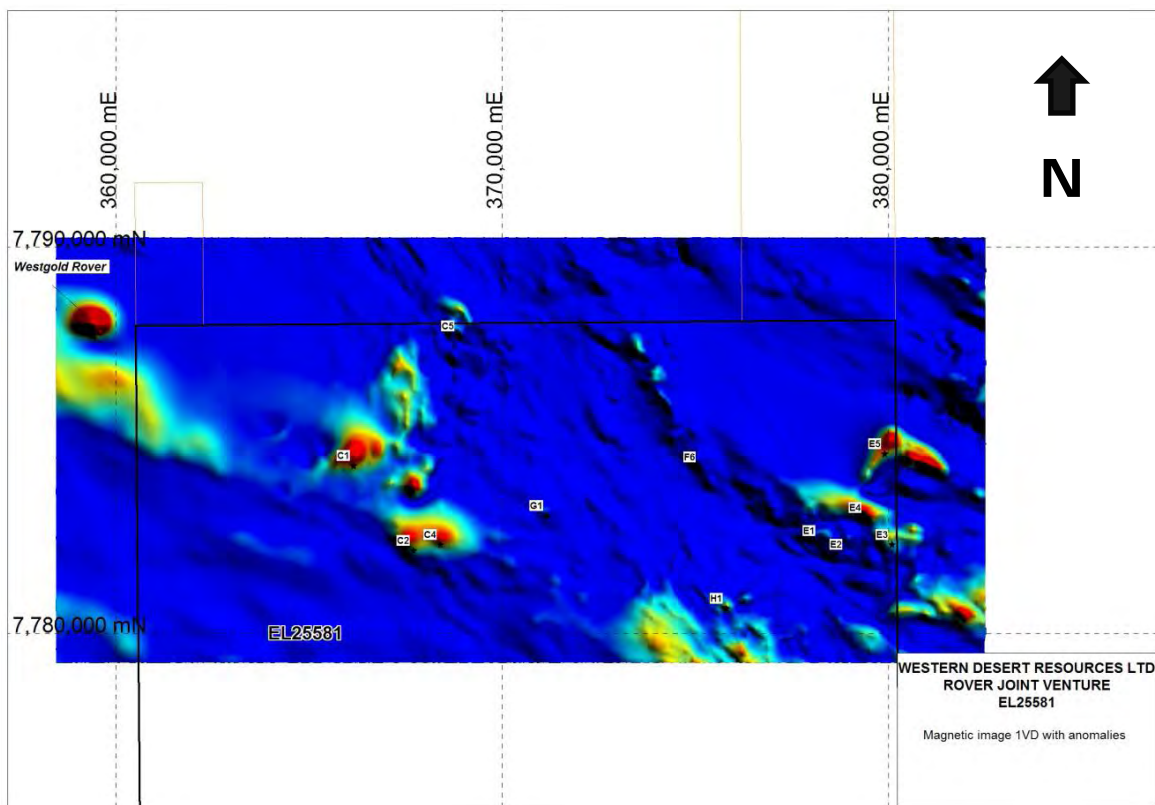 360,000 mE
370,000 mE
380,000 mE
N
7,790,000 mN
Westgold Rover
C5
C1
F6
E5
G1
E4
C2
C4
E1
E2
E3
H1
7,780,000 mN
EL25581
WESTERN DESERT RESOURCES LTD
ROVER JOINT VENTURE
EL25581
Magnetic image 1VD with anomalies